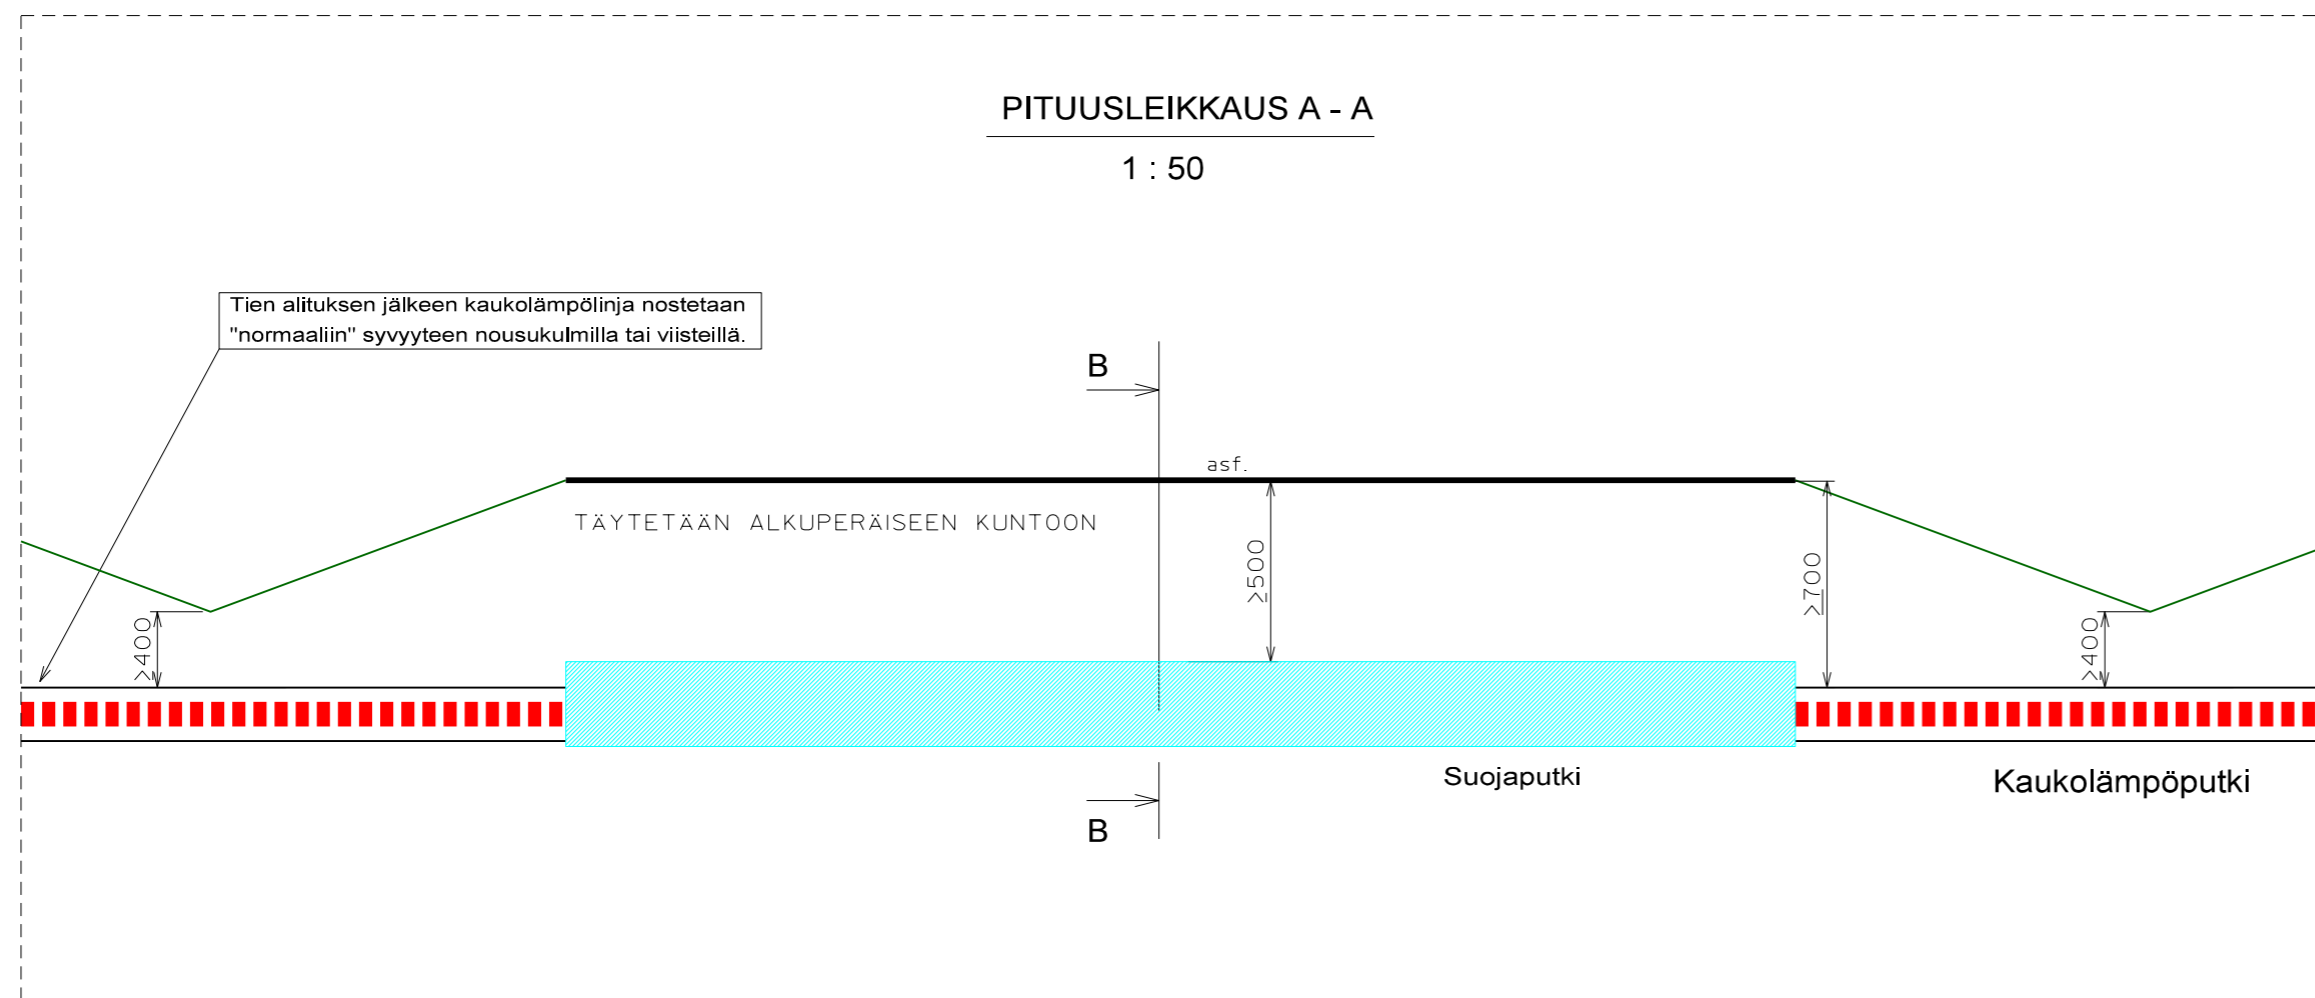 PITUUSLEIKKAUS A - A
1 : 50
Tien alituksen jälkeen kaukolämpölinja nostetaan
"normaaliin" syvyyteen nousukulmilla tai viisteillä.
B
asf.
TÄYTETÄÄN ALKUPERÄISEEN KUNTOON
≥500
≥700
≥400
≥400
Suojaputki
Kaukolämpöputki
B